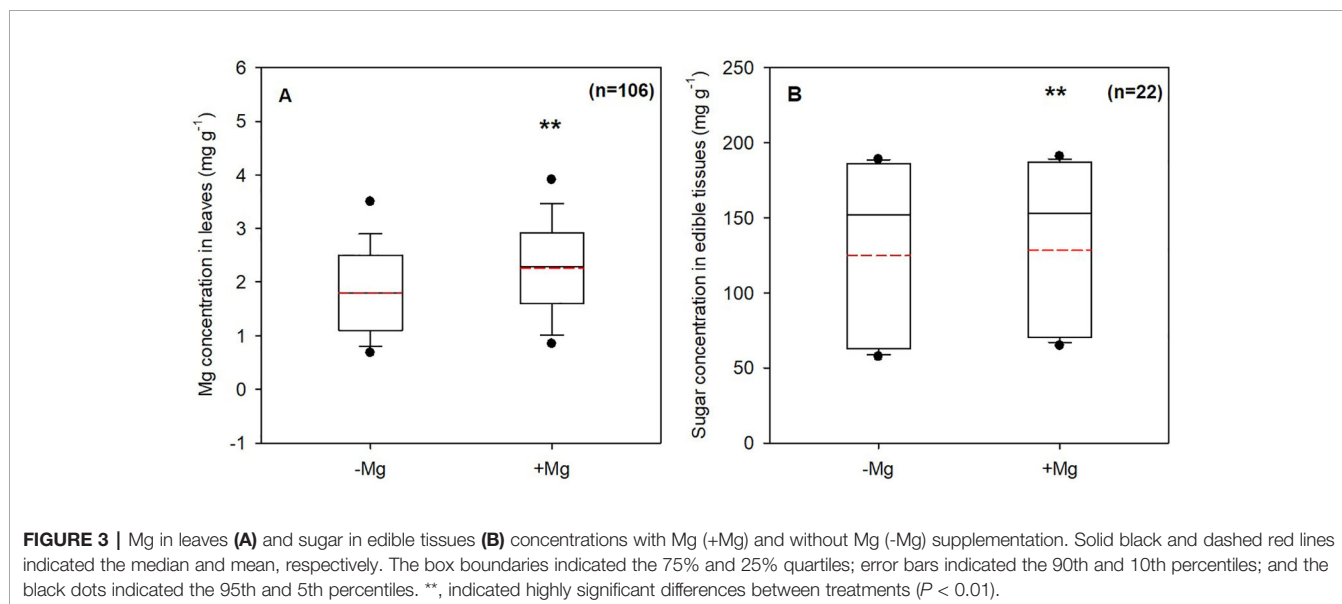 A
(n=106)
**
Mg concentration in leaves (mg g⁻¹)
6
5
4
3
2
1
0
-1
-Mg
+Mg
B
**
(n=22)
Sugar concentration in edible tissues (mg g⁻¹)
250
200
150
100
50
0
-Mg
+Mg
FIGURE 3 | Mg in leaves (A) and sugar in edible tissues (B) concentrations with Mg (+Mg) and without Mg (-Mg) supplementation. Solid black and dashed red lines
indicated the median and mean, respectively. The box boundaries indicated the 75% and 25% quartiles; error bars indicated the 90th and 10th percentiles; and the
black dots indicated the 95th and 5th percentiles. **, indicated highly significant differences between treatments (P < 0.01).